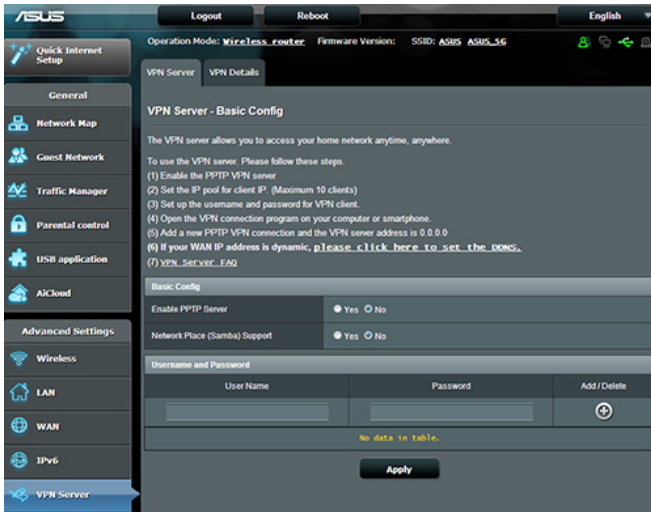 ASUS
Logout
Reboot
English
Quick Internet Setup
Operation Mode: Wireless router Firmware Version: SSID: ASUS ASUS_5G
VPN Server
VPN Details
General
Network Map
Guest Network
Traffic Manager
Parental control
USB application
AiCloud
Advanced Settings
Wireless
LAN
WAN
IPv6
VPN Server
VPN Server - Basic Config
The VPN server allows you to access your home network anytime, anywhere.
To use the VPN server. Please follow these steps.
(1) Enable the PPTP VPN server
(2) Set the IP pool for client IP. (Maximum 10 clients)
(3) Set up the username and password for VPN client.
(4) Open the VPN connection program on your computer or smartphone.
(5) Add a new PPTP VPN connection and the VPN server address is 0.0.0.0
(6) If your WAN IP address is dynamic, please click here to set the DDNS.
(7) VPN Server FAQ
Basic Config
Enable PPTP Server Yes No
Network Place (Samba) Support Yes No
Username and Password
User Name Password Add / Delete
No data in table.
Apply